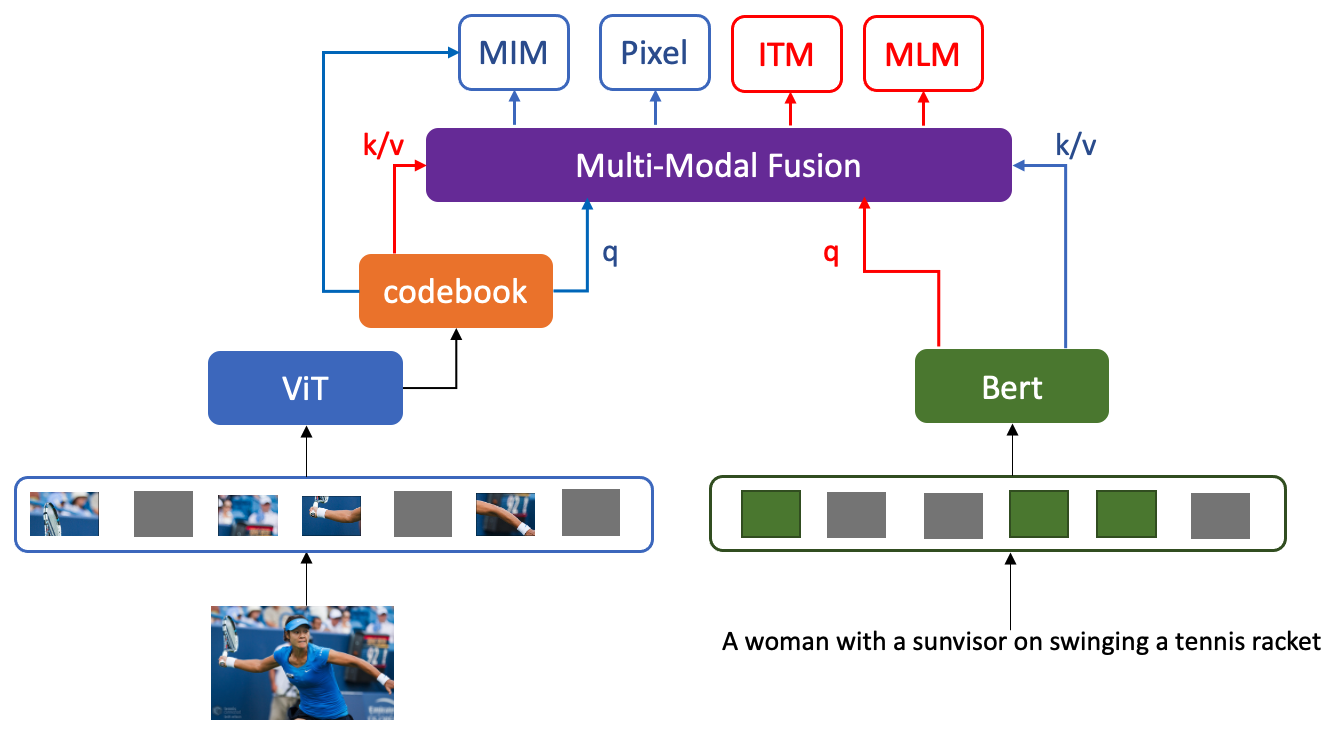 MIM
Pixel
ITM
MLM
k/v
k/v
Multi-Modal Fusion
q
q
codebook
ViT
Bert
A woman with a sunvisor on swinging a tennis racket